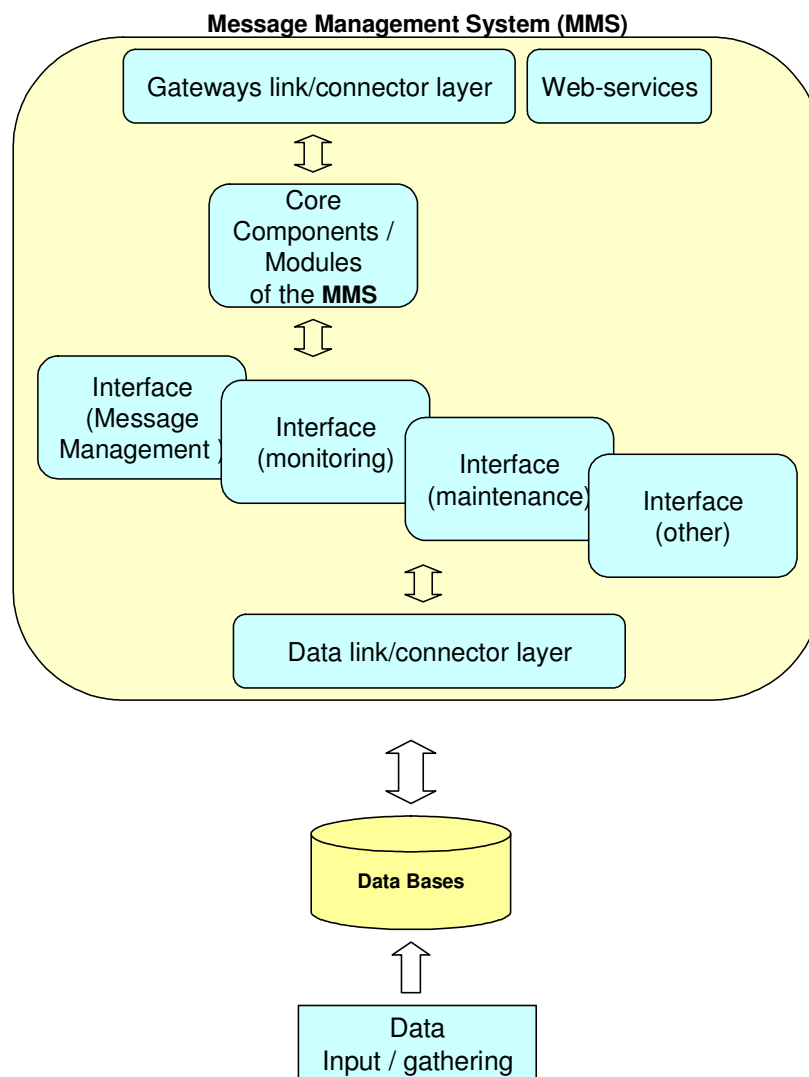 Message Management System (MMS)
Gateways link/connector layer
Web-services
Core
Components /
Modules
of the MMS
Interface
(Message
Management )
Interface
(monitoring)
Interface
(maintenance)
Interface
(other)
Data link/connector layer
Data Bases
Data
Input / gathering